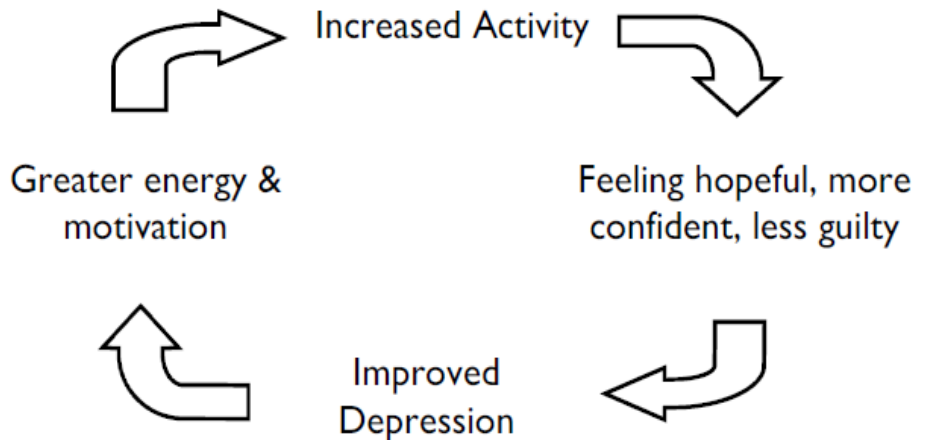 Increased Activity
Greater energy &
motivation
Feeling hopeful, more
confident, less guilty
Improved
Depression